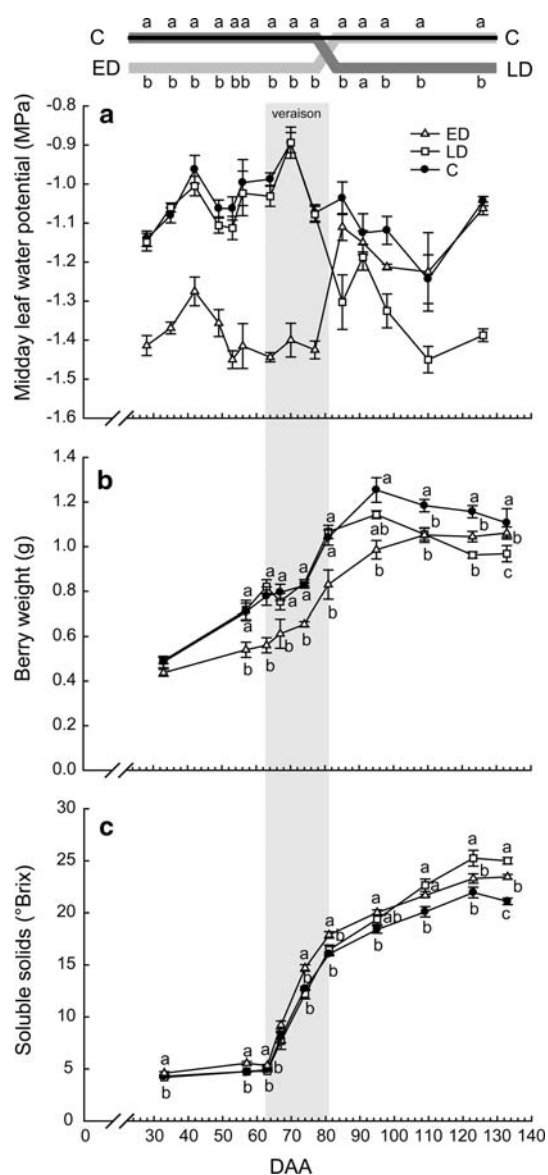 a a a a aa a a a a a a a a
C C
ED LD
b b b b bb b b b b a b b b
a
veraison
ED
LD
C
Midday leaf water potential (MPa)
-0.8
-0.9
-1.0
-1.1
-1.2
-1.3
-1.4
-1.5
-1.6
b
Berry weight (g)
1.4
1.2
1.0
0.8
0.6
0.4
0.2
0.0
a a a a a a a a a
a a a ab b b b
b b b b b b b b c
c
Soluble solids (°Brix)
30
25
20
15
10
5
0
a a a a a a a a a
b b ab a b b
b b b b b b b b c
0 30 40 50 60 70 80 90 100 110 120 130 140
DAA